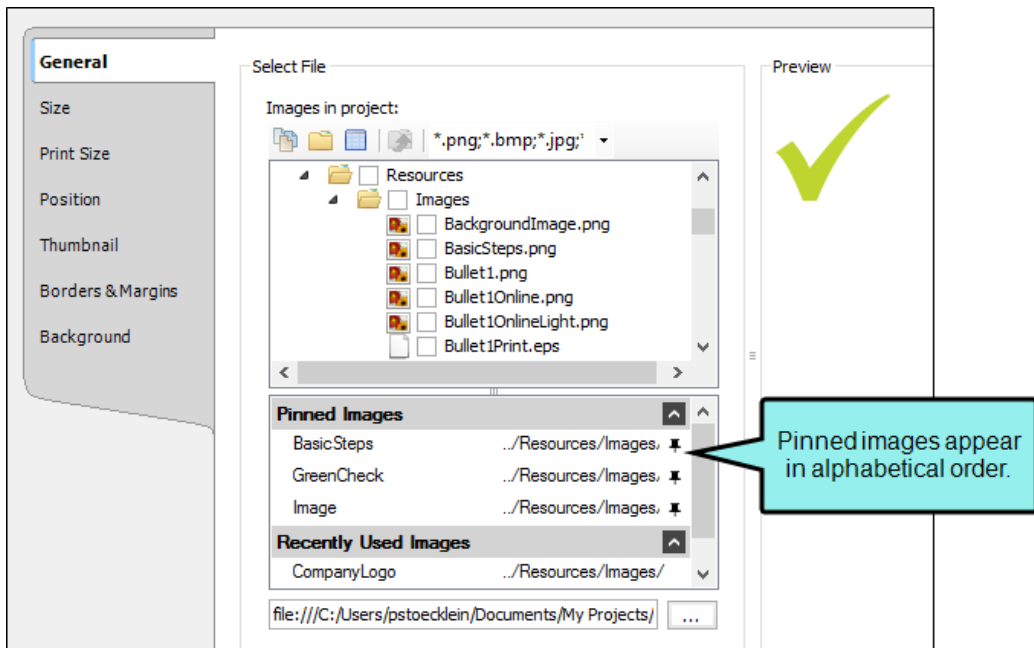 General
Size
Print Size
Position
Thumbnail
Borders & Margins
Background
Select File
Images in project:
*.png;*.bmp;*.jpg;*
Resources
Images
BackgroundImage.png
BasicSteps.png
Bullet1.png
Bullet1Online.png
Bullet1OnlineLight.png
Bullet1Print.eps
Pinned Images
BasicSteps ../Resources/Images/
GreenCheck ../Resources/Images/
Image ../Resources/Images/
Recently Used Images
CompanyLogo ../Resources/Images/
file:///C:/Users/pstoecklein/Documents/My Projects/ ...
Preview
Pinned images appear
in alphabetical order.